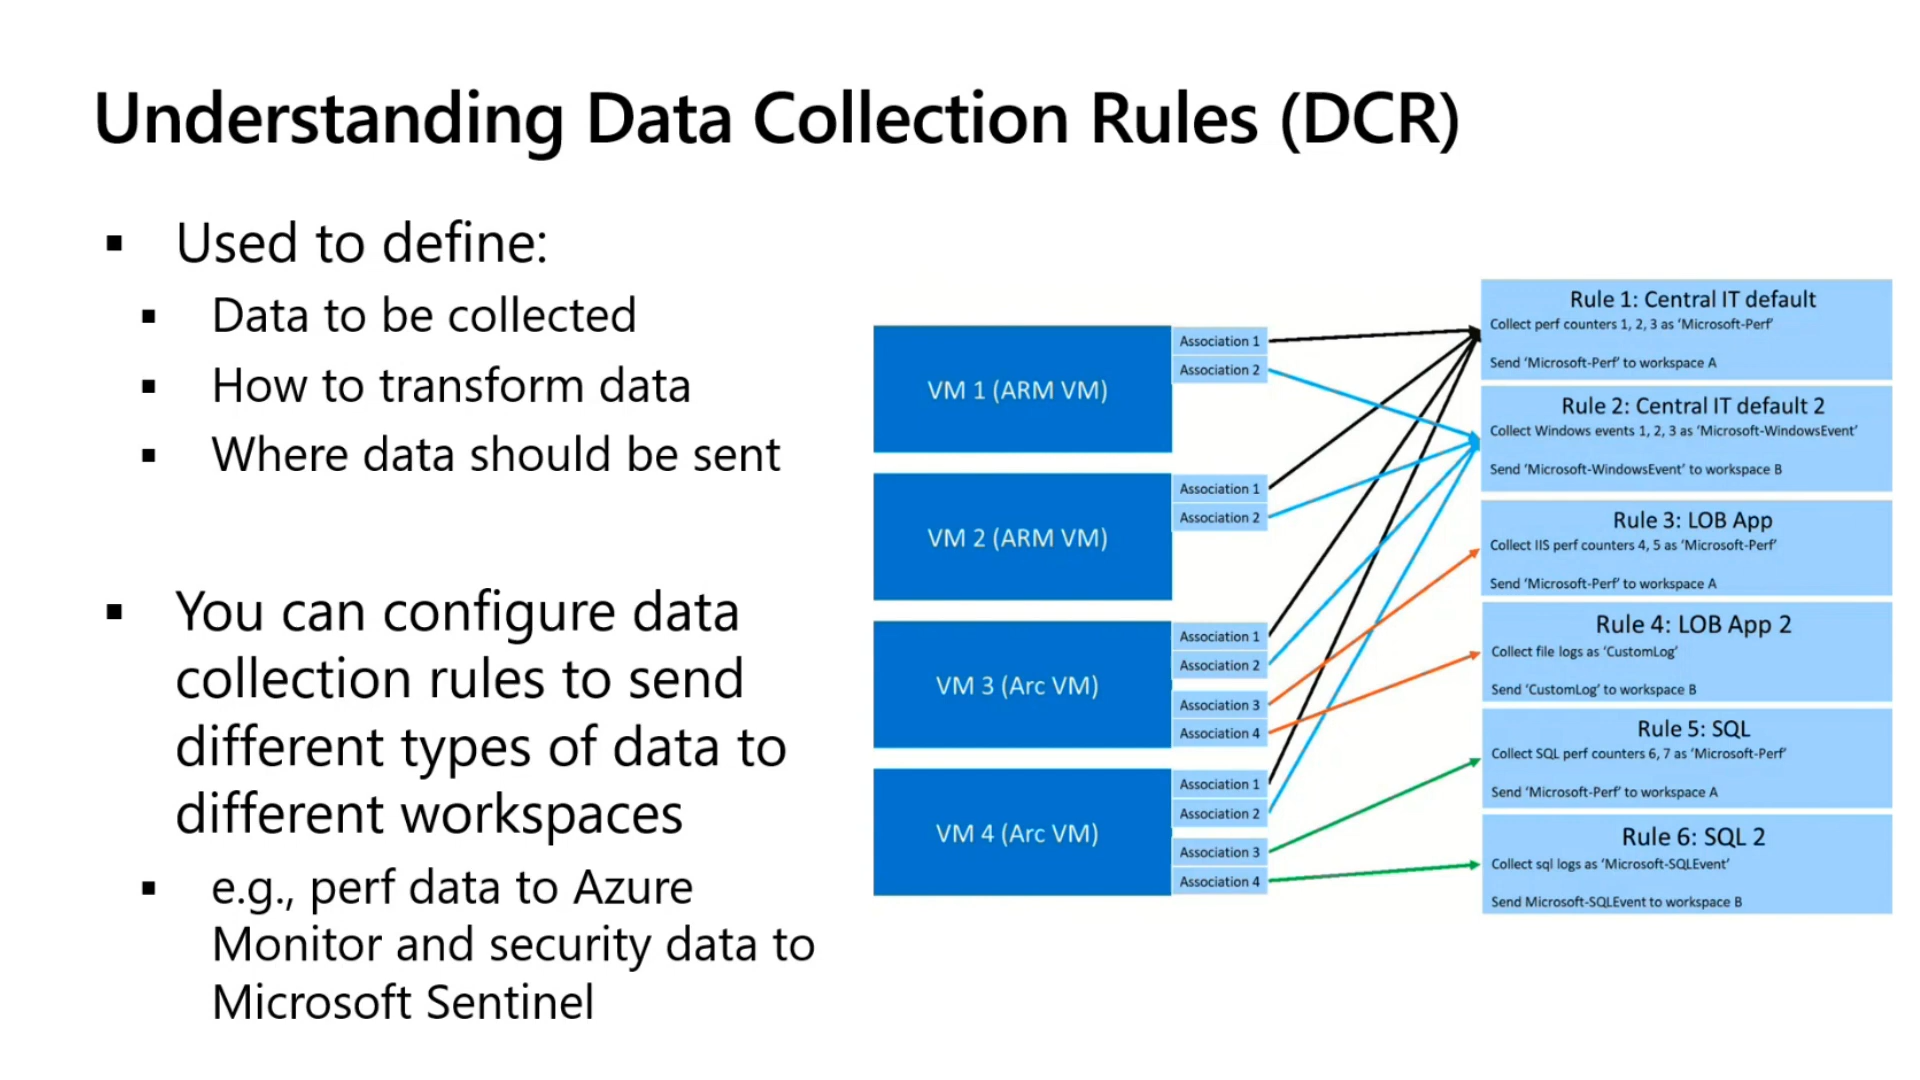 Understanding Data Collection Rules (DCR)
▪ Used to define:
▪ Data to be collected
▪ How to transform data
▪ Where data should be sent
▪ You can configure data
collection rules to send
different types of data to
different workspaces
▪ e.g., perf data to Azure
Monitor and security data to
Microsoft Sentinel
VM 1 (ARM VM)
Association 1
Association 2
VM 2 (ARM VM)
Association 1
Association 2
VM 3 (Arc VM)
Association 1
Association 2
Association 3
Association 4
VM 4 (Arc VM)
Association 1
Association 2
Association 3
Association 4
Rule 1: Central IT default
Collect perf counters 1, 2, 3 as ‘Microsoft-Perf’
Send ‘Microsoft-Perf’ to workspace A
Rule 2: Central IT default 2
Collect Windows events 1, 2, 3 as ‘Microsoft-WindowsEvent’
Send ‘Microsoft-WindowsEvent’ to workspace B
Rule 3: LOB App
Collect IIS perf counters 4, 5 as ‘Microsoft-Perf’
Send ‘Microsoft-Perf’ to workspace A
Rule 4: LOB App 2
Collect file logs as ‘CustomLog’
Send ‘CustomLog’ to workspace B
Rule 5: SQL
Collect SQL perf counters 6, 7 as ‘Microsoft-Perf’
Send ‘Microsoft-Perf’ to workspace A
Rule 6: SQL 2
Collect sql logs as ‘Microsoft-SQLEvent’
Send Microsoft-SQLEvent to workspace B